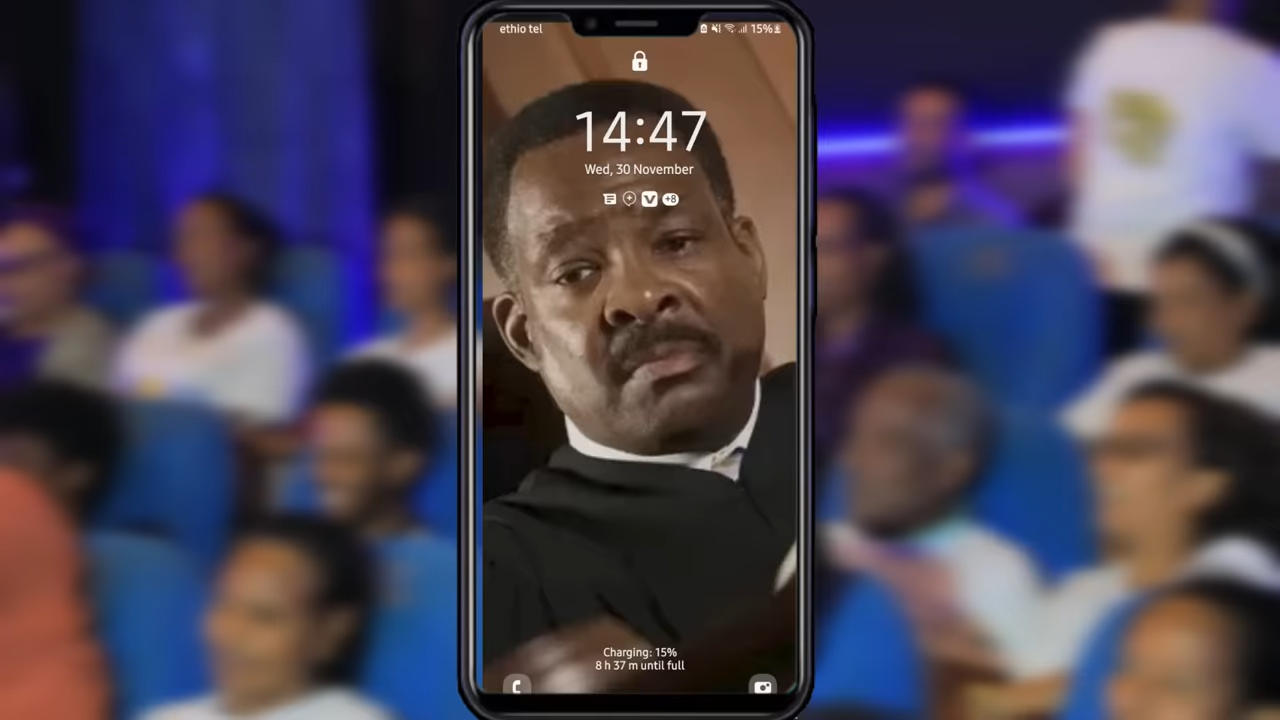 ethio tel
15%
14:47
Wed, 30 November
+8
Charging: 15%
8 h 37 m until full